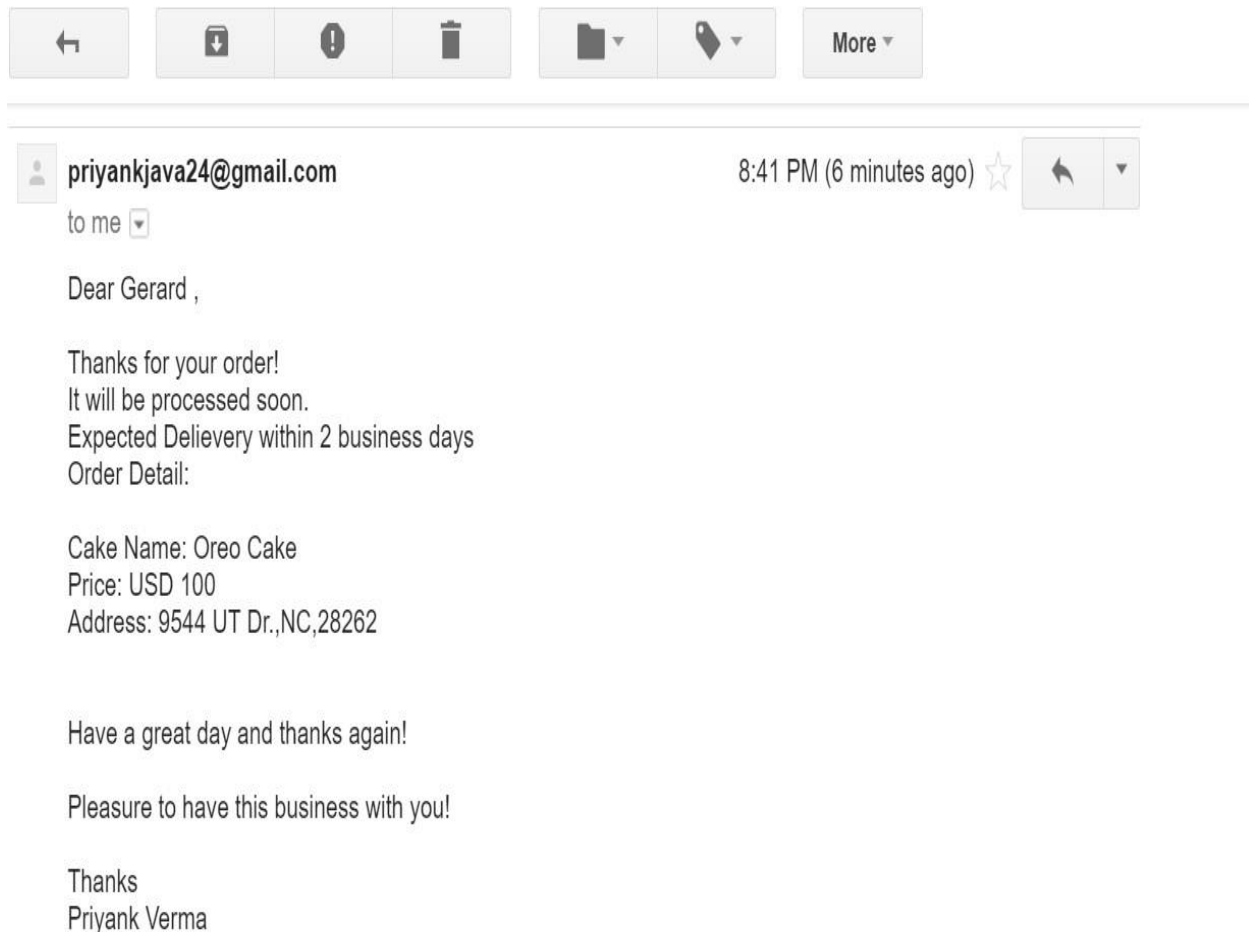 More
priyankjava24@gmail.com
8:41 PM (6 minutes ago)
to me
Dear Gerard ,
Thanks for your order!
It will be processed soon.
Expected Delievery within 2 business days
Order Detail:
Cake Name: Oreo Cake
Price: USD 100
Address: 9544 UT Dr.,NC,28262
Have a great day and thanks again!
Pleasure to have this business with you!
Thanks
Priyank Verma